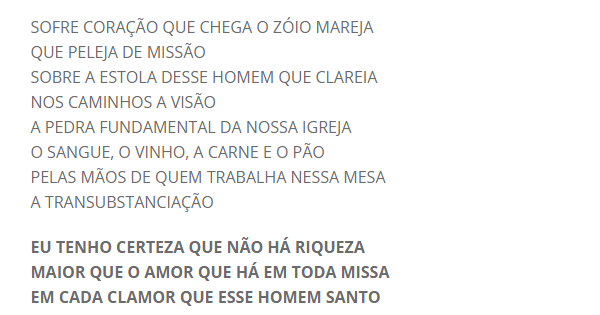 SOFRE CORAÇÃO QUE CHEGA O ZÓIO MAREJA
QUE PELEJA DE MISSÃO
SOBRE A ESTOLA DESSE HOMEM QUE CLAREIA
NOS CAMINHOS A VISÃO
A PEDRA FUNDAMENTAL DA NOSSA IGREJA
O SANGUE, O VINHO, A CARNE E O PÃO
PELAS MÃOS DE QUEM TRABALHA NESSA MESA
A TRANSUBSTANCIAÇÃO
EU TENHO CERTEZA QUE NÃO HÁ RIQUEZA
MAIOR QUE O AMOR QUE HÁ EM TODA MISSA
EM CADA CLAMOR QUE ESSE HOMEM SANTO